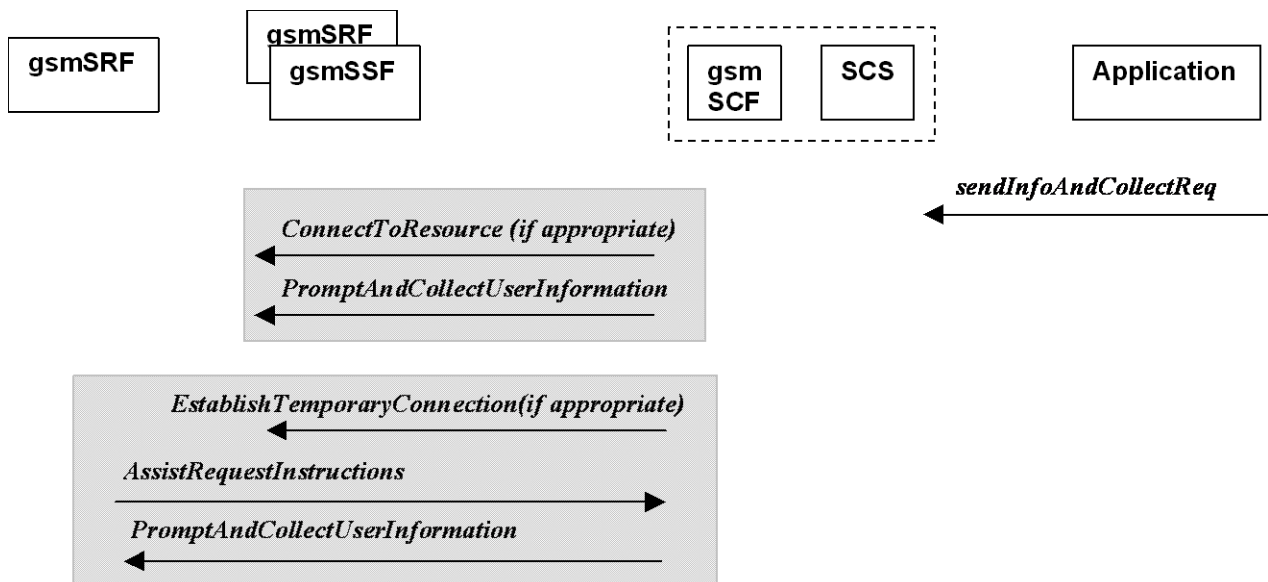 gsmSRF
gsmSRF
gsmSSF
gsm
SCF
SCS
Application
sendInfoAndCollectReq
ConnectToResource (if appropriate)
PromptAndCollectUserInformation
EstablishTemporaryConnection(if appropriate)
AssistRequestInstructions
PromptAndCollectUserInformation